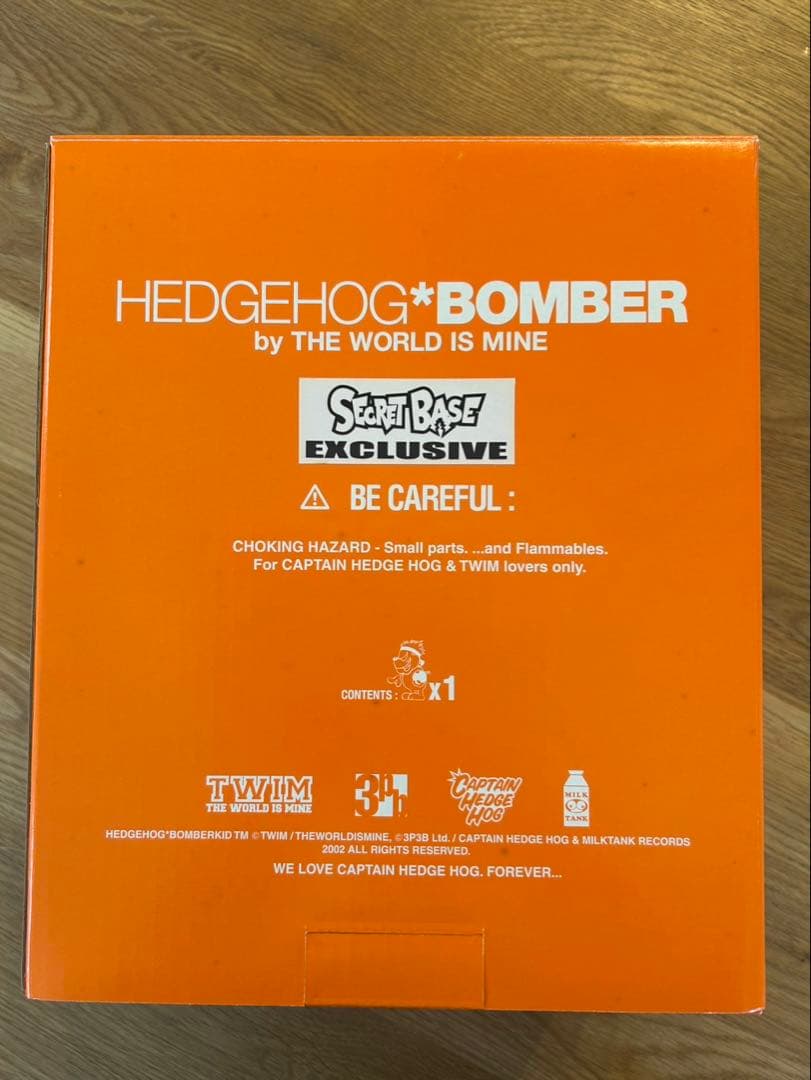 HEDGEHOG*BOMBER
by THE WORLD IS MINE
SECRET BASE
EXCLUSIVE
BE CAREFUL :
CHOKING HAZARD - Small parts. ...and Flammables.
For CAPTAIN HEDGE HOG & TWIM lovers only.
CONTENTS : x1
TWIM
THE WORLD IS MINE
3P3B
CAPTAIN
HEDGE
HOG
MILK
TANK
HEDGEHOG*BOMBERKID TM ©TWIM / THEWORLDISMINE, ©3P3B Ltd. / CAPTAIN HEDGE HOG & MILKTANK RECORDS
2002 ALL RIGHTS RESERVED.
WE LOVE CAPTAIN HEDGE HOG. FOREVER...